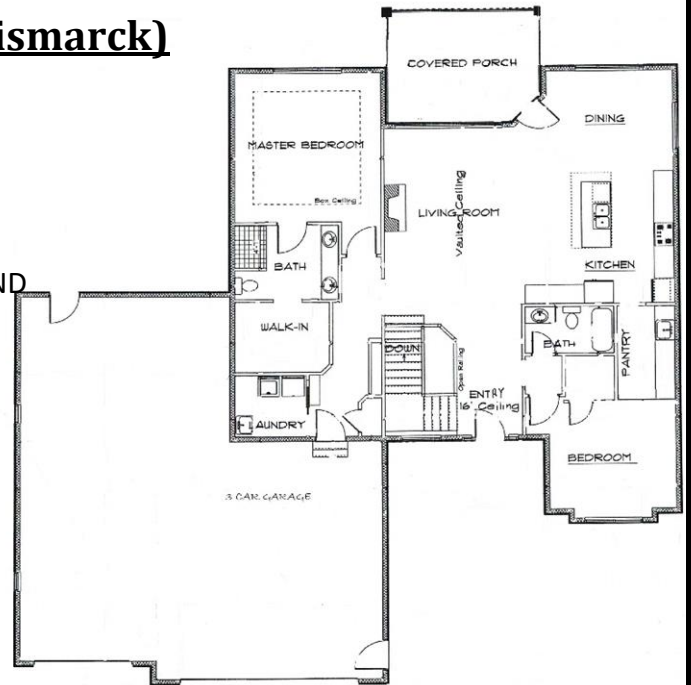 ismarck)
COVERED PORCH
DINING
MASTER BEDROOM
Box Ceiling
LIVING ROOM
Vaulted Ceiling
BATH
KITCHEN
ND
WALK-IN
DOWN
BATH
PANTRY
Open Railing
ENTRY
16' Ceiling
AUNDRY
BEDROOM
3 CAR GARAGE